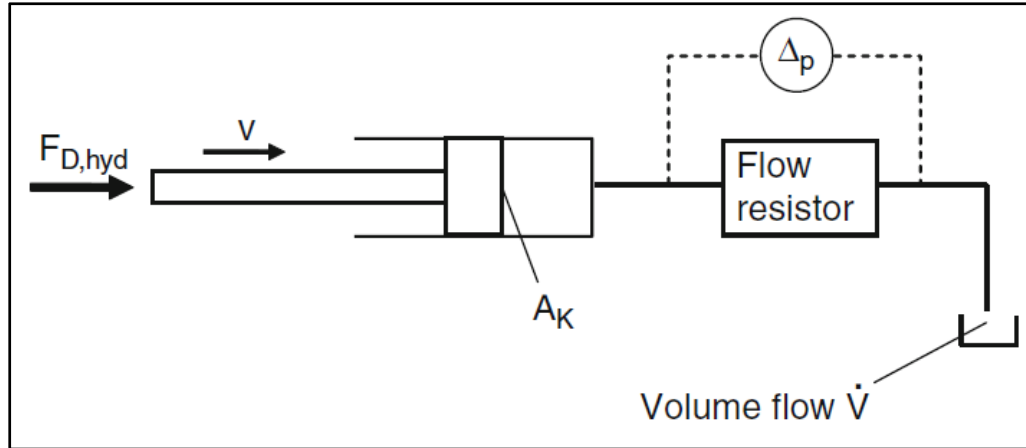 Δp
v
F_D,hyd
Flow
resistor
A_K
Volume flow V̇